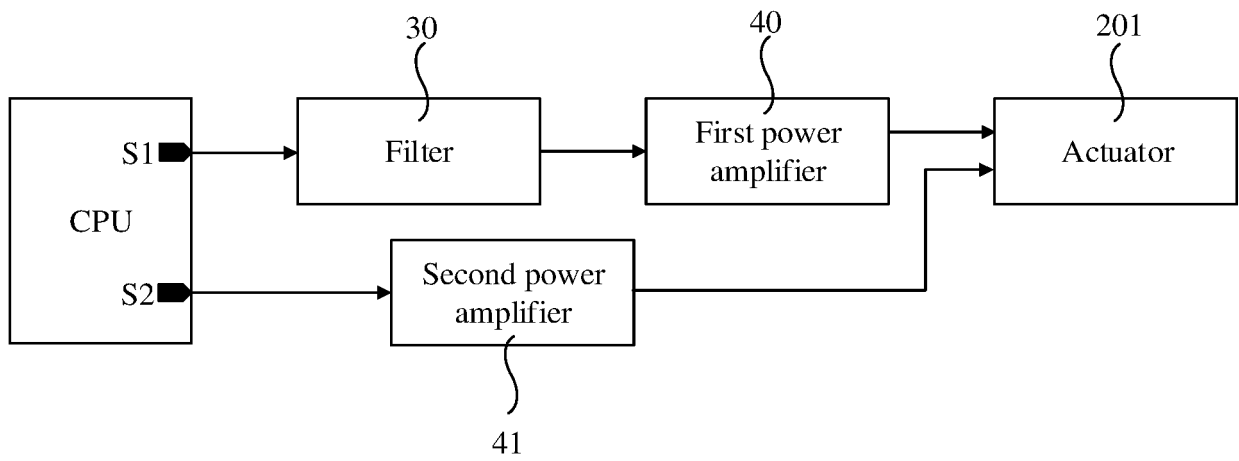 30
40
201
S1
Filter
First power
amplifier
Actuator
CPU
S2
Second power
amplifier
41